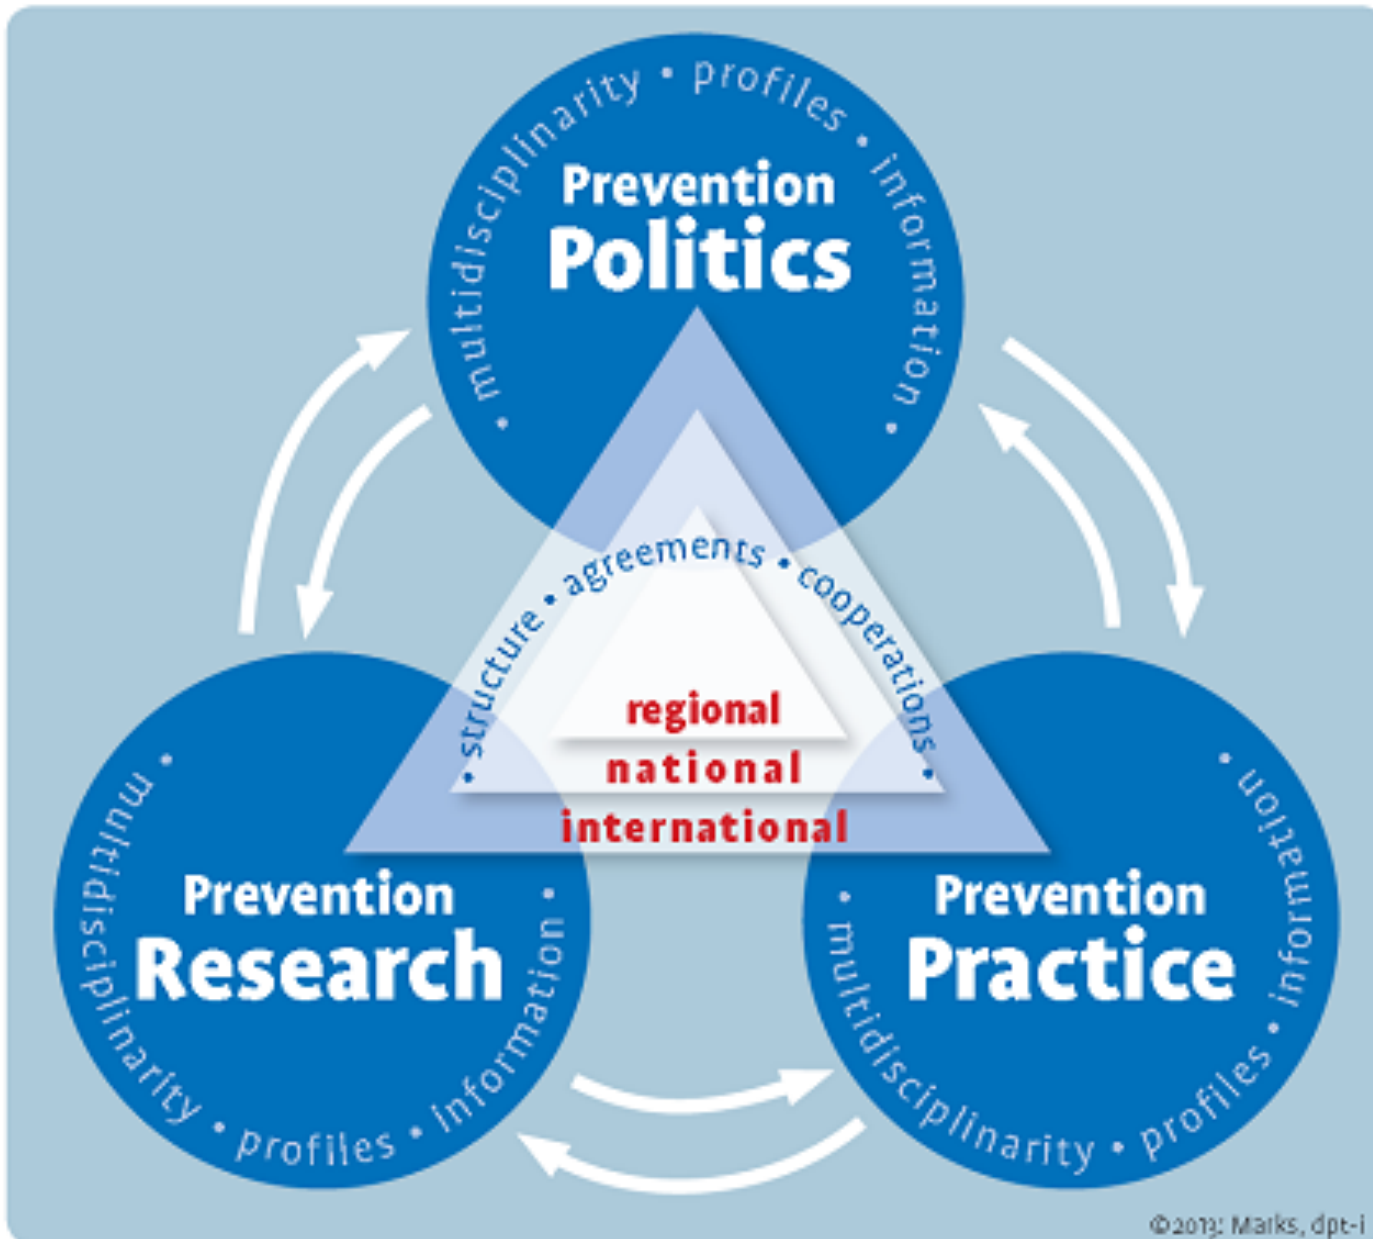 • multidisciplinarity • profiles • information •
Prevention
Politics
• structure • agreements • cooperations •
regional
national
international
Prevention
Research
• multidisciplinarity • profiles • information •
Prevention
Practice
• multidisciplinarity • profiles • information •
Marks, dpt-i